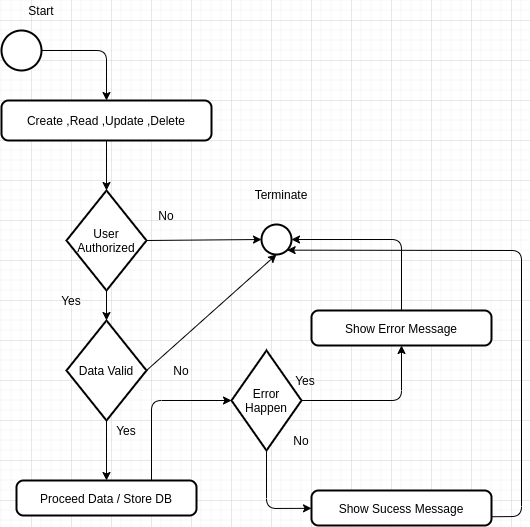 Start
Create ,Read ,Update ,Delete
No
Terminate
User
Authorized
Yes
Show Error Message
Data Valid
No
Yes
Error
Happen
Yes
No
Proceed Data / Store DB
Show Sucess Message